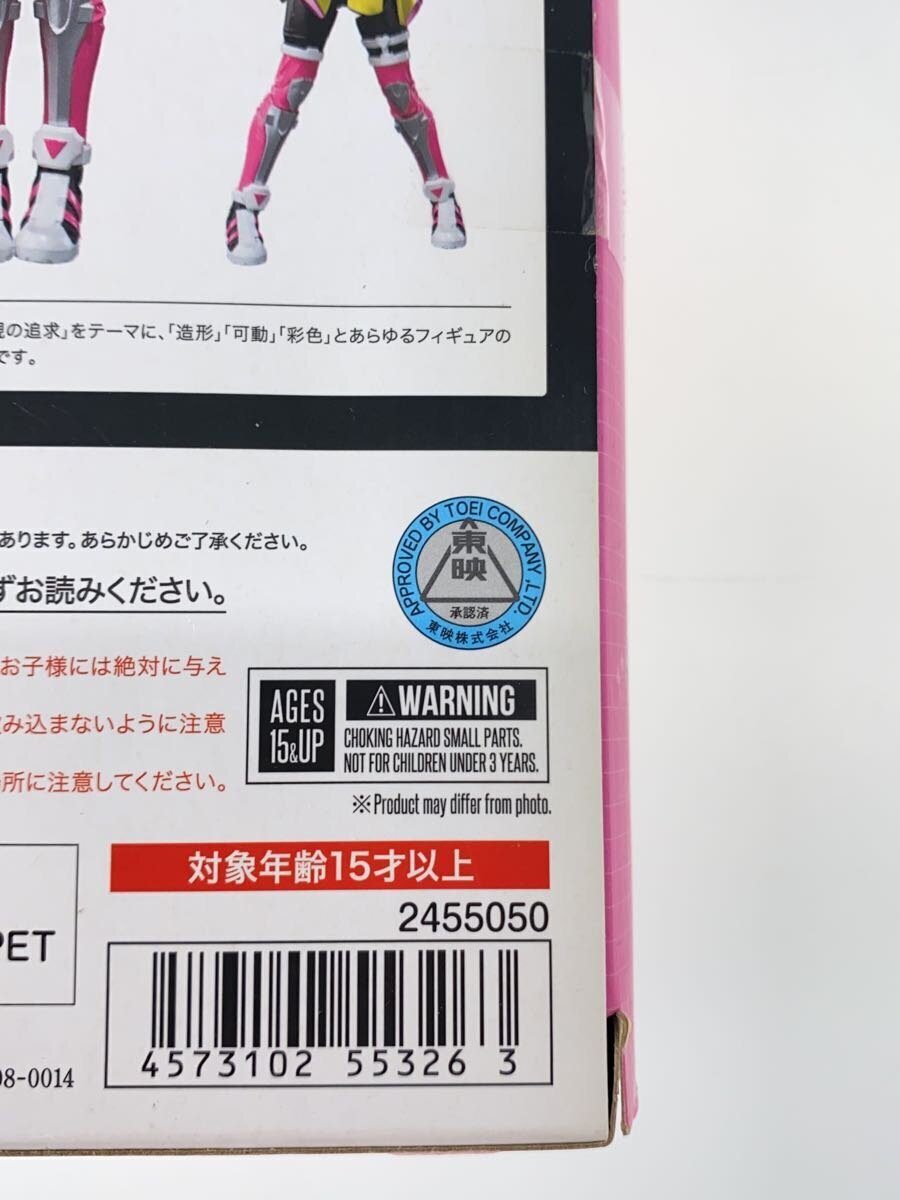 の追求」をテーマに、「造形」「可動」「彩色」とあらゆるフィギュアの
です。
あります。あらかじめご了承ください。
ずお読みください。
APPROVED BY TOEI COMPANY ,LTD.
東映
承認済
東映株式会社
お子様には絶対に与え
み込まないように注意
所に注意してください。
AGES
15&UP
⚠WARNING
CHOKING HAZARD SMALL PARTS.
NOT FOR CHILDREN UNDER 3 YEARS.
※Product may differ from photo.
対象年齢15才以上
2455050
PET
4573102 55326 3
98-0014